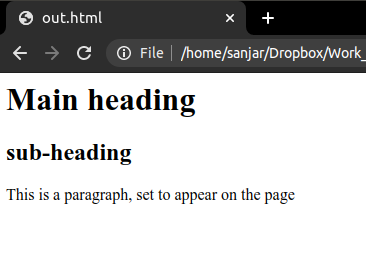 out.html
File | /home/sanjar/Dropbox/Work_
Main heading
sub-heading
This is a paragraph, set to appear on the page